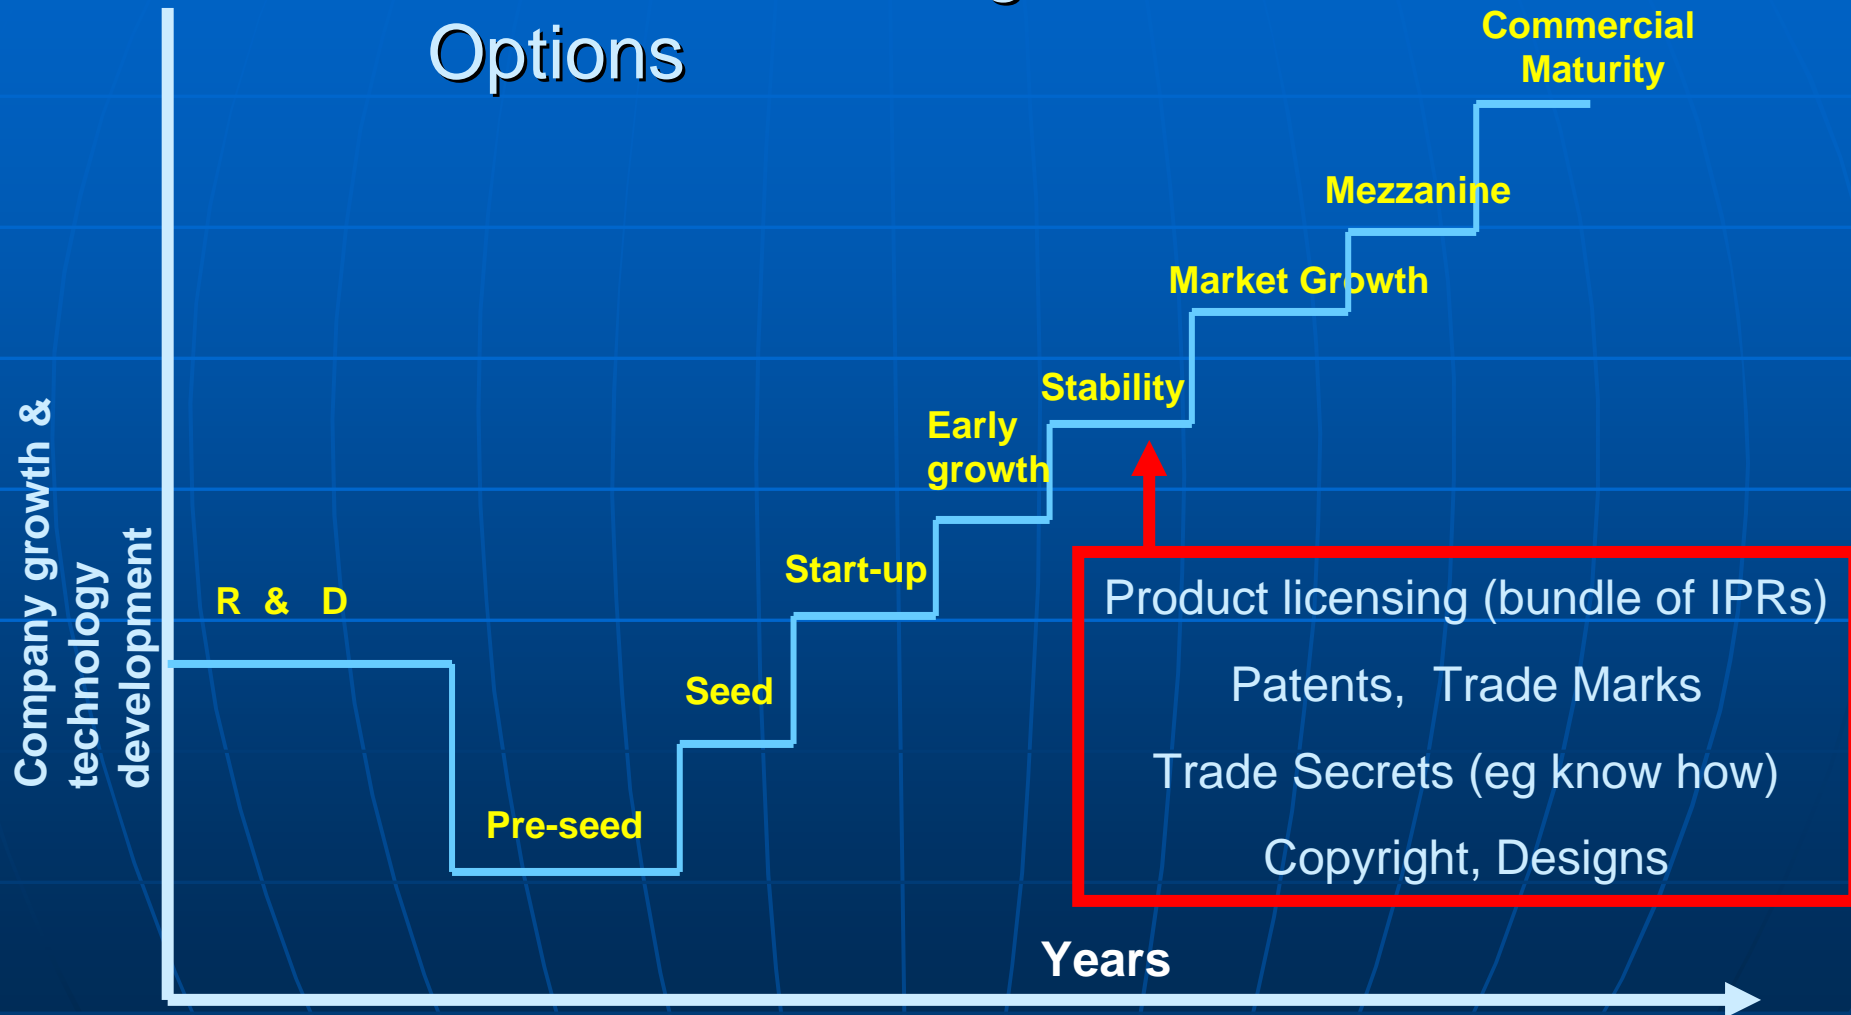 Options
Commercial
Maturity
Mezzanine
Market Growth
Stability
Early
growth
Start-up
R & D
Seed
Pre-seed
Company growth &
technology
development
Product licensing (bundle of IPRs)
Patents, Trade Marks
Trade Secrets (eg know how)
Copyright, Designs
Years